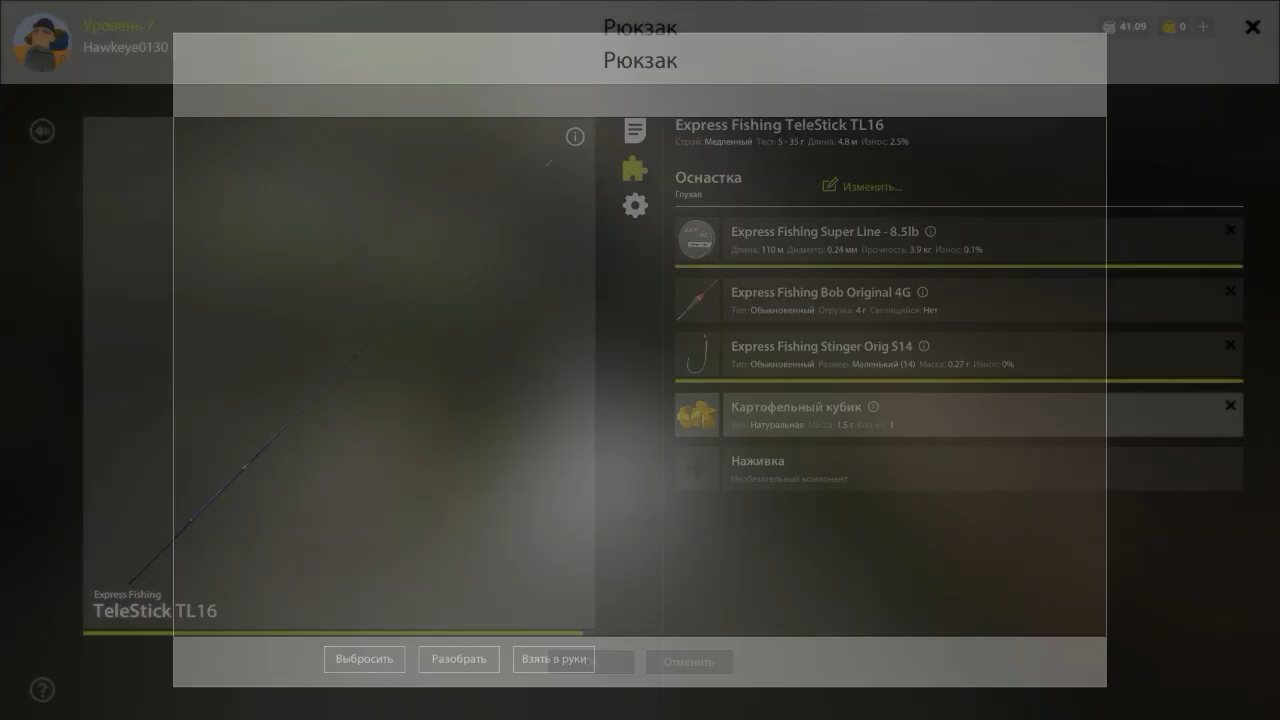 Уровень 7
Hawkeye0130
Рюкзак
41.09
0
Рюкзак
Express Fishing TeleStick TL16
Строй: Медленный Тест: 5 - 35 г Длина: 4.8 м Износ: 2.5%
Оснастка
Глухая
Изменить...
Express Fishing Super Line - 8.5lb
Длина: 110 м Диаметр: 0.24 мм Прочность: 3.9 кг Износ: 0.1%
Express Fishing Bob Original 4G
Тип: Обыкновенный Огрузка: 4 г Светящийся: Нет
Express Fishing Stinger Orig S14
Тип: Обыкновенный Размер: Маленький (14) Масса: 0.27 г Износ: 0%
Картофельный кубик
Тип: Натуральная Масса: 1.5 г Кол-во: 1
Наживка
Необязательный компонент
Express Fishing
TeleStick TL16
Выбросить
Разобрать
Взять в руки
Отменить